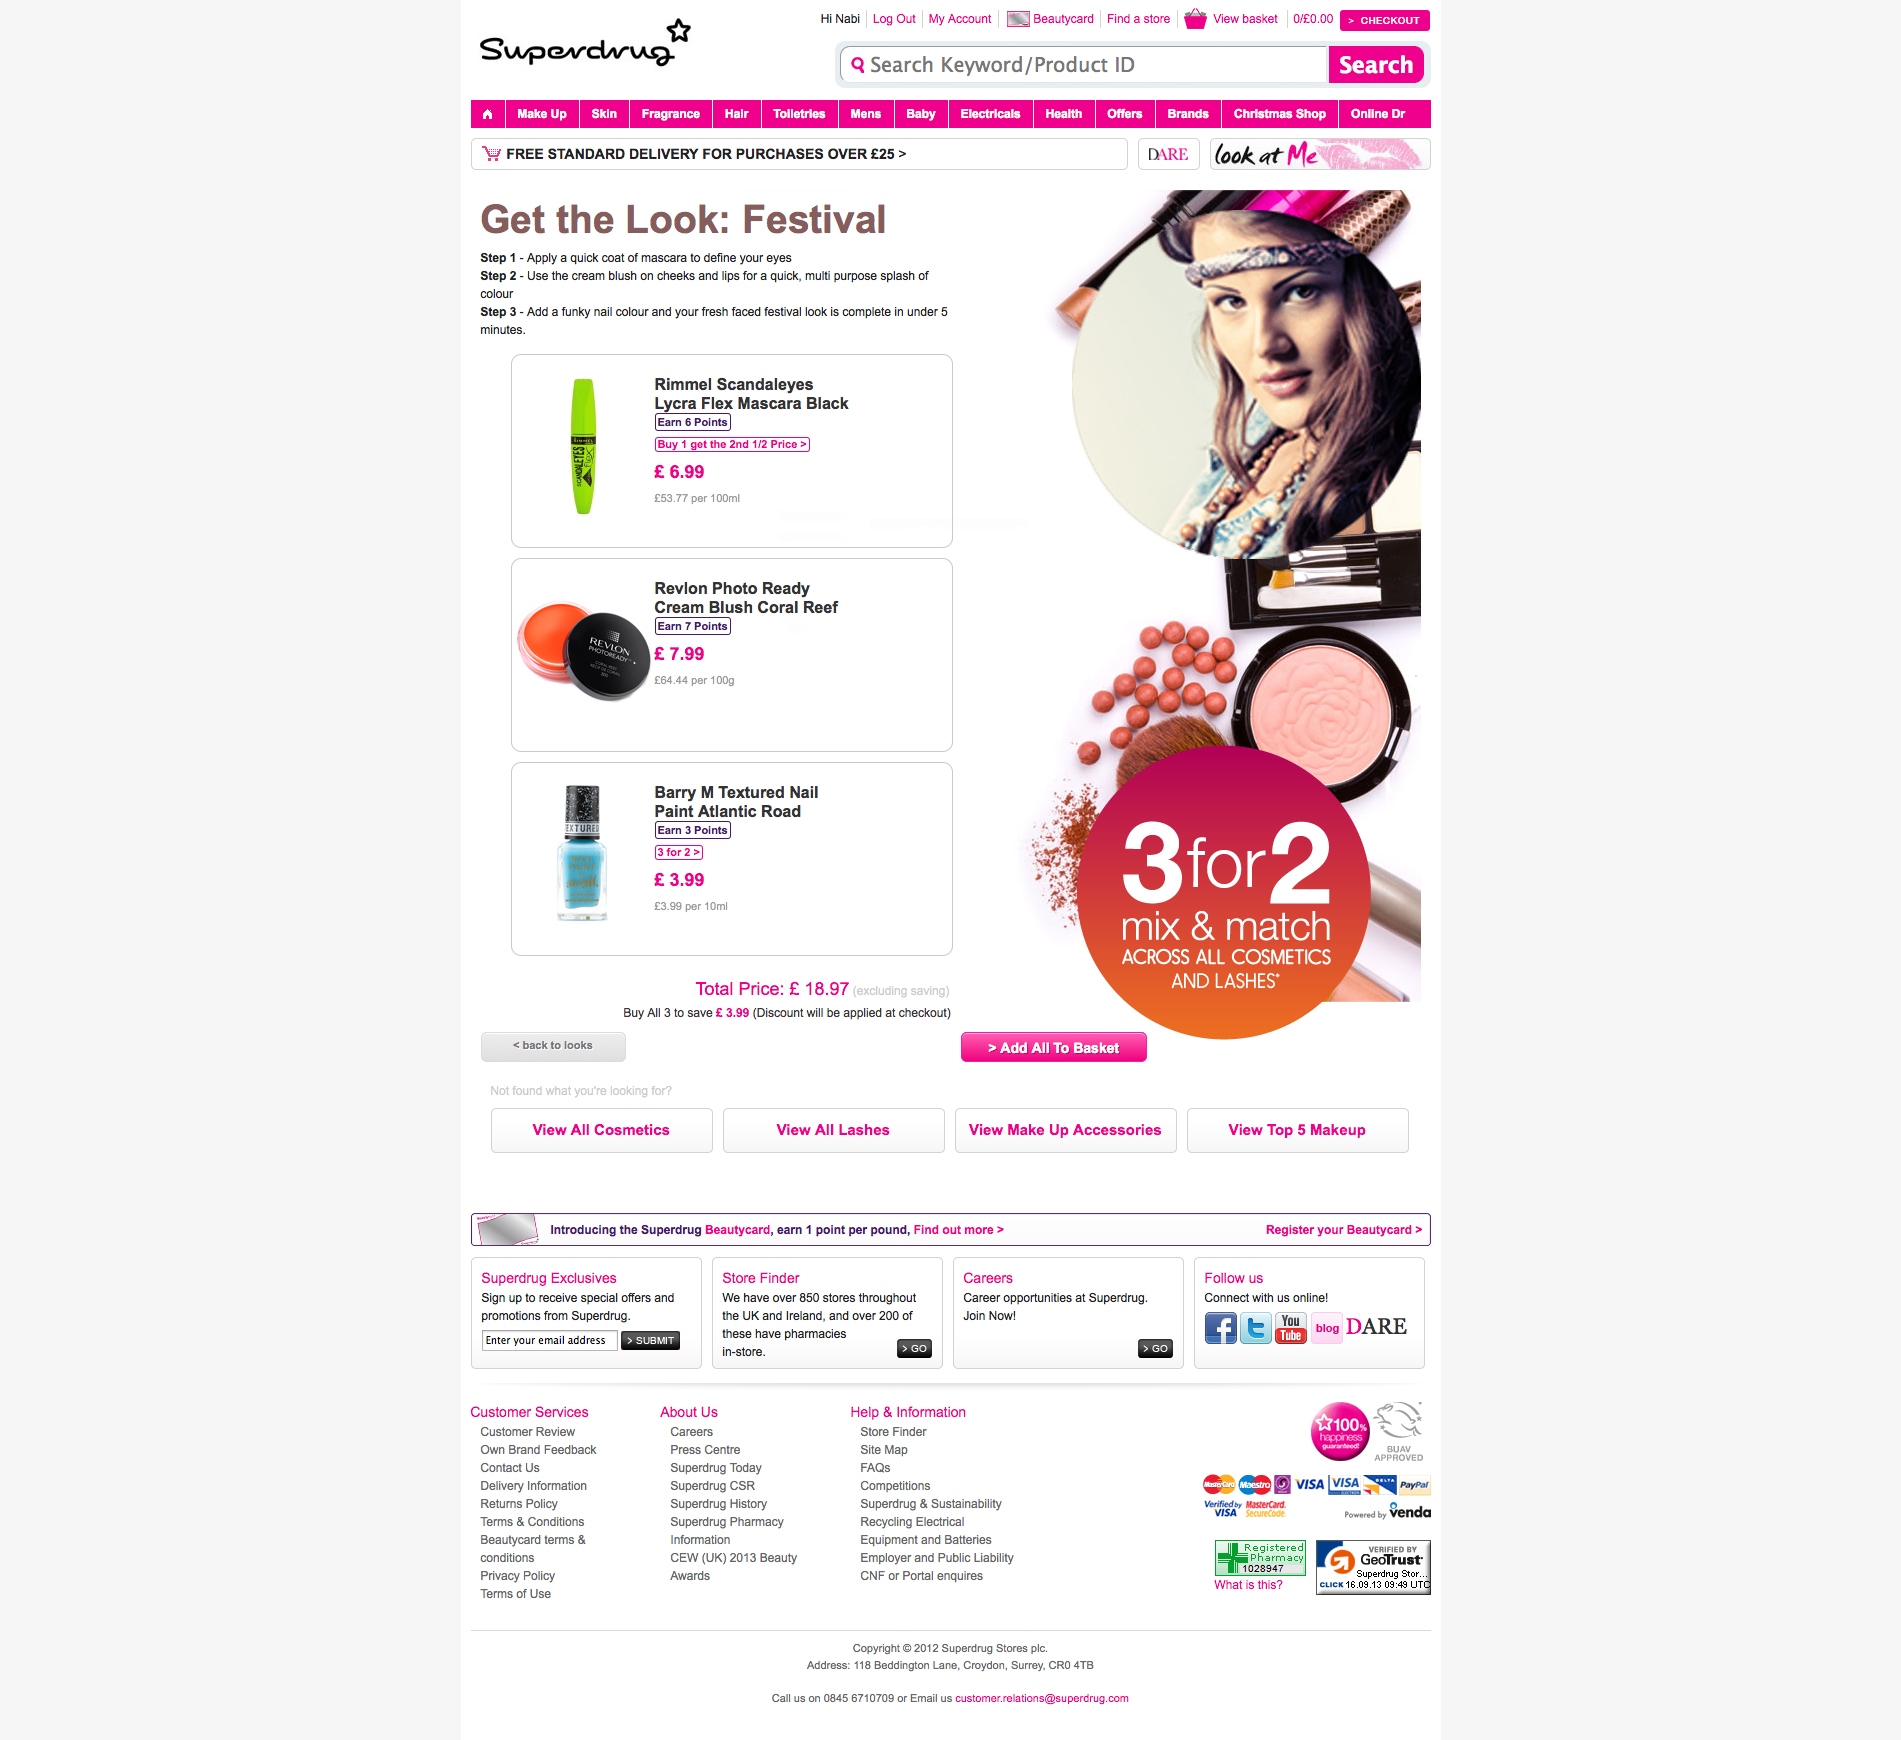 Superdrug
Hi Nabi
Log Out
My Account
Beautycard
Find a store
View basket
0/£0.00
> CHECKOUT
Search Keyword/Product ID
Search
Make Up
Skin
Fragrance
Hair
Toiletries
Mens
Baby
Electricals
Health
Offers
Brands
Christmas Shop
Online Dr
FREE STANDARD DELIVERY FOR PURCHASES OVER £25 >
DARE
look at Me
Get the Look: Festival
Step 1 - Apply a quick coat of mascara to define your eyes
Step 2 - Use the cream blush on cheeks and lips for a quick, multi purpose splash of
colour
Step 3 - Add a funky nail colour and your fresh faced festival look is complete in under 5
minutes.
SCANDALEYES
Rimmel Scandaleyes
Lycra Flex Mascara Black
Earn 6 Points
Buy 1 get the 2nd 1/2 Price >
£ 6.99
£53.77 per 100ml
REVLON
PHOTOREADY
Revlon Photo Ready
Cream Blush Coral Reef
Earn 7 Points
£ 7.99
£64.44 per 100g
TEXTURED
Barry M Textured Nail
Paint Atlantic Road
Earn 3 Points
3 for 2 >
£ 3.99
£3.99 per 10ml
3 for 2
mix & match
ACROSS ALL COSMETICS
AND LASHES*
Total Price: £ 18.97 (excluding saving)
Buy All 3 to save £ 3.99 (Discount will be applied at checkout)
< back to looks
> Add All To Basket
Not found what you're looking for?
View All Cosmetics
View All Lashes
View Make Up Accessories
View Top 5 Makeup
Introducing the Superdrug Beautycard, earn 1 point per pound, Find out more >
Register your Beautycard >
Superdrug Exclusives
Sign up to receive special offers and
promotions from Superdrug.
Enter your email address
> SUBMIT
Store Finder
We have over 850 stores throughout
the UK and Ireland, and over 200 of
these have pharmacies
in-store.
> GO
Careers
Career opportunities at Superdrug.
Join Now!
> GO
Follow us
Connect with us online!
You
Tube
blog
DARE
Customer Services
Customer Review
Own Brand Feedback
Contact Us
Delivery Information
Returns Policy
Terms & Conditions
Beautycard terms &
conditions
Privacy Policy
Terms of Use
About Us
Careers
Press Centre
Superdrug Today
Superdrug CSR
Superdrug History
Superdrug Pharmacy
Information
CEW (UK) 2013 Beauty
Awards
Help & Information
Store Finder
Site Map
FAQs
Competitions
Superdrug & Sustainability
Recycling Electrical
Equipment and Batteries
Employer and Public Liability
CNF or Portal enquires
100%
happiness
guaranteed!
BUAV
APPROVED
MasterCard
Maestro
VISA
VISA
DELTA
PayPal
Verified by
VISA
MasterCard.
SecureCode.
Powered by venda
Registered
Pharmacy
1028947
What is this?
VERIFIED BY
GeoTrust
Superdrug Stor...
CLICK 16.09.13 09:49 UTC
Copyright © 2012 Superdrug Stores plc.
Address: 118 Beddington Lane, Croydon, Surrey, CR0 4TB
Call us on 0845 6710709 or Email us customer.relations@superdrug.com